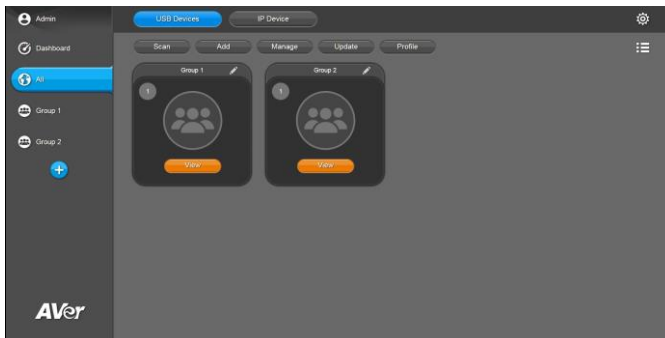 Admin
USB Devices
IP Device
Dashboard
Scan
Add
Manage
Update
Profile
All
Group 1
Group 2
1
1
View
View
Group 1
Group 2
AVer